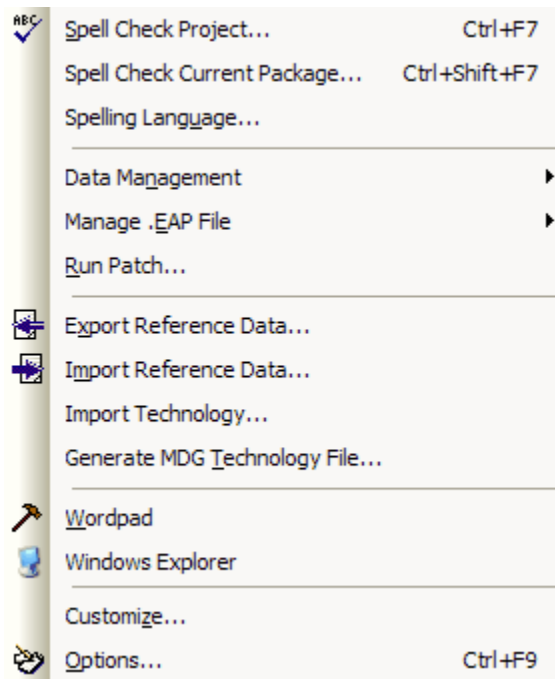 ABC
Spell Check Project... Ctrl+F7
Spell Check Current Package... Ctrl+Shift+F7
Spelling Language...
Data Management
Manage .EAP File
Run Patch...
Export Reference Data...
Import Reference Data...
Import Technology...
Generate MDG Technology File...
Wordpad
Windows Explorer
Customize...
Options... Ctrl+F9